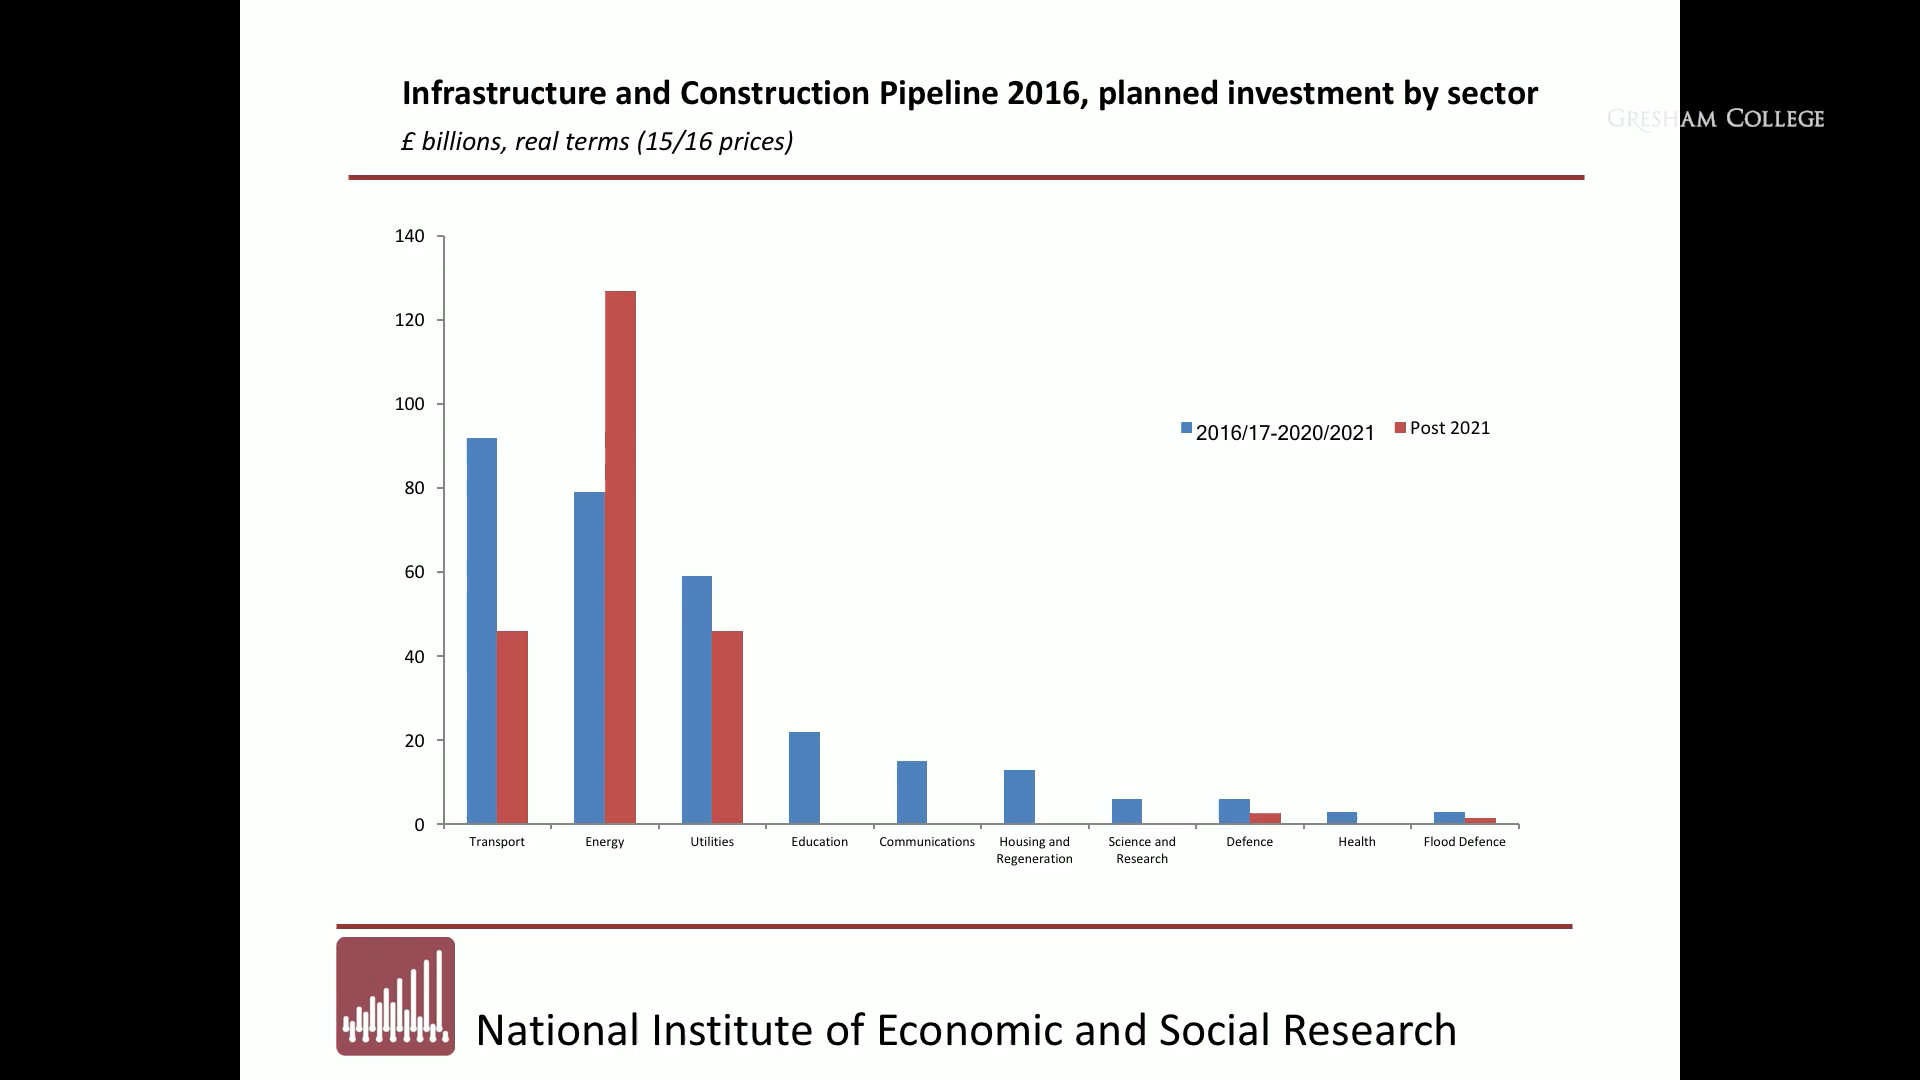 Infrastructure and Construction Pipeline 2016, planned investment by sector
GRESHAM COLLEGE
£ billions, real terms (15/16 prices)
140
120
100
80
60
40
20
0
2016/17-2020/2021 Post 2021
Transport Energy Utilities Education Communications Housing and Science and Defence Health Flood Defence
Regeneration Research
National Institute of Economic and Social Research